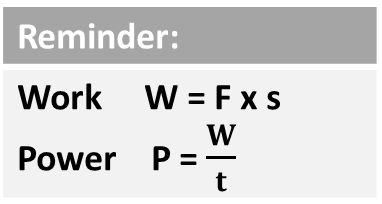 Reminder:
Work W = F x s
Power P = W/t